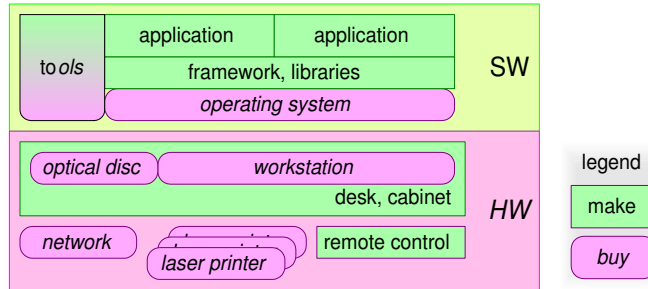 application application
tools
SW
framework, libraries
operating system
optical disc workstation
desk, cabinet
HW
network
laser printer
remote control
legend
make
buy